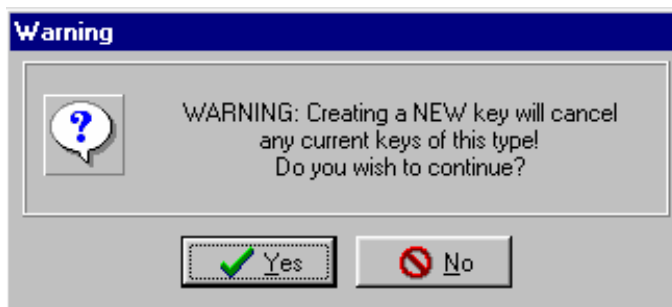 Warning
WARNING: Creating a NEW key will cancel
any current keys of this type!
Do you wish to continue?
Yes
No